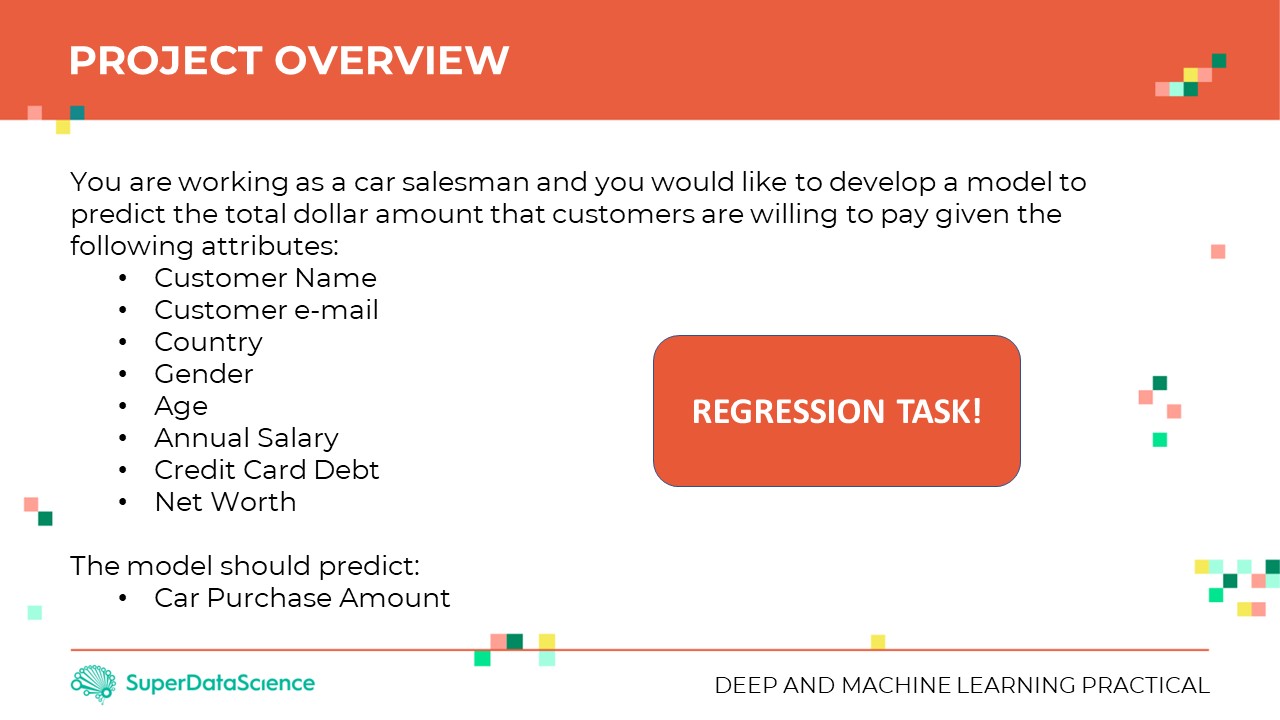 PROJECT OVERVIEW
You are working as a car salesman and you would like to develop a model to
predict the total dollar amount that customers are willing to pay given the
following attributes:
• Customer Name
• Customer e-mail
• Country
• Gender
• Age
• Annual Salary
• Credit Card Debt
• Net Worth
REGRESSION TASK!
The model should predict:
• Car Purchase Amount
SuperDataScience
DEEP AND MACHINE LEARNING PRACTICAL